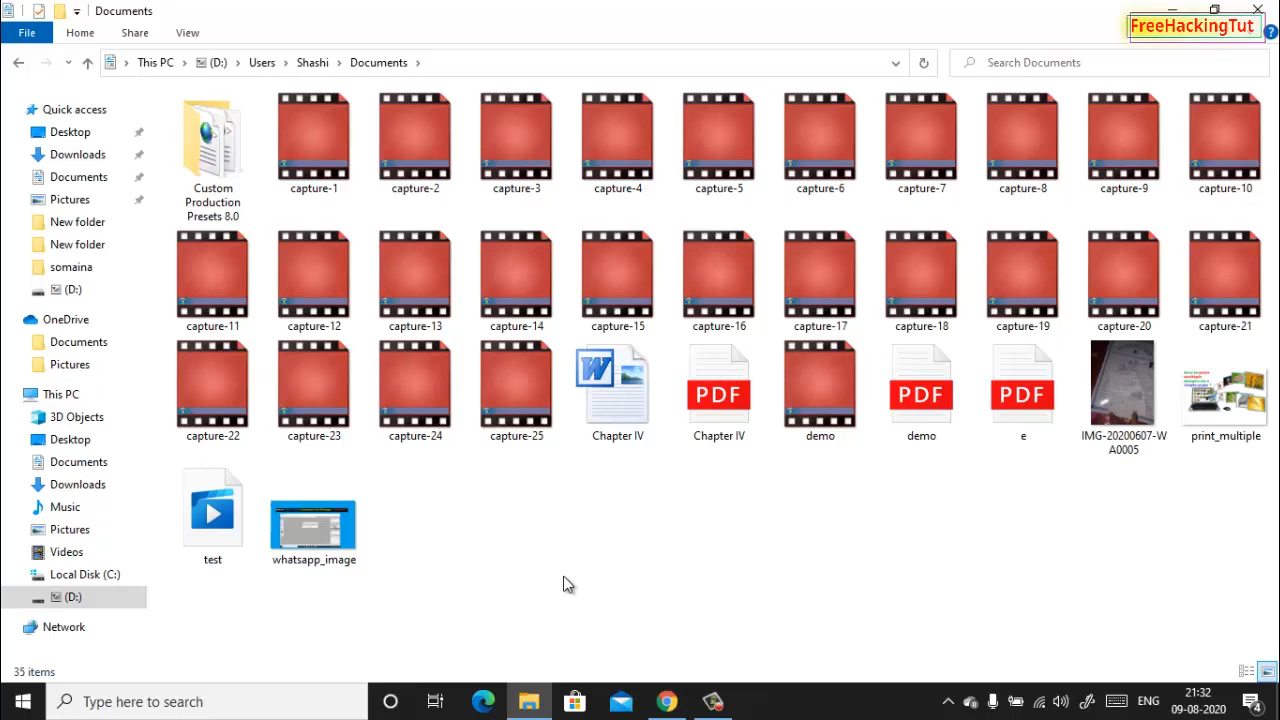 Documents
FreeHackingTut
File Home Share View
This PC (D:) Users Shashi Documents
Search Documents
Quick access
Desktop
Downloads
Documents
Pictures
New folder
New folder
somaina
(D:)
OneDrive
Documents
Pictures
This PC
3D Objects
Desktop
Documents
Downloads
Music
Pictures
Videos
Local Disk (C:)
(D:)
Network
Custom
Production
Presets 8.0
capture-1 capture-2 capture-3 capture-4 capture-5 capture-6 capture-7 capture-8 capture-9 capture-10
capture-11 capture-12 capture-13 capture-14 capture-15 capture-16 capture-17 capture-18 capture-19 capture-20 capture-21
W PDF PDF PDF
capture-22 capture-23 capture-24 capture-25 Chapter IV Chapter IV demo demo e IMG-20200607-W
A0005
print_multiple
test whatsapp_image
35 items
Type here to search
ENG
21:32
09-08-2020
4